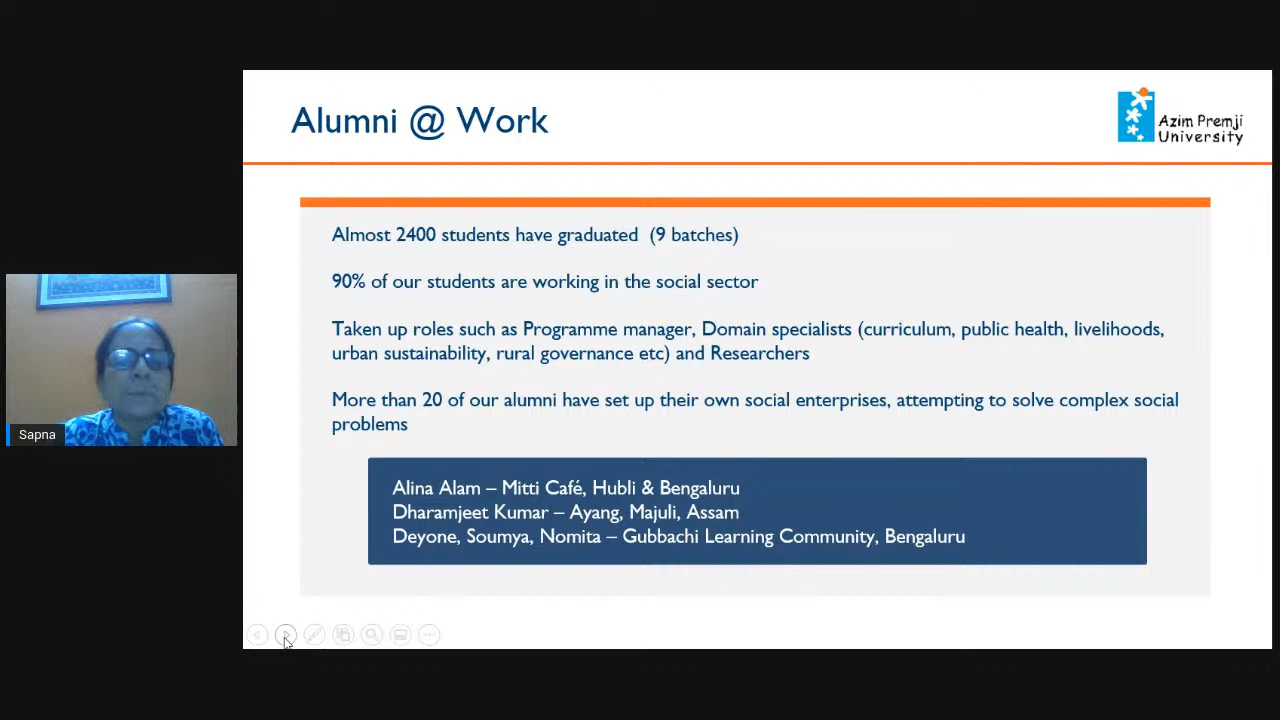 Alumni @ Work
Azim Premji
University
Almost 2400 students have graduated (9 batches)
90% of our students are working in the social sector
Taken up roles such as Programme manager, Domain specialists (curriculum, public health, livelihoods,
urban sustainability, rural governance etc) and Researchers
More than 20 of our alumni have set up their own social enterprises, attempting to solve complex social
problems
Alina Alam – Mitti Café, Hubli & Bengaluru
Dharamjeet Kumar – Ayang, Majuli, Assam
Deyone, Soumya, Nomita – Gubbachi Learning Community, Bengaluru
Sapna